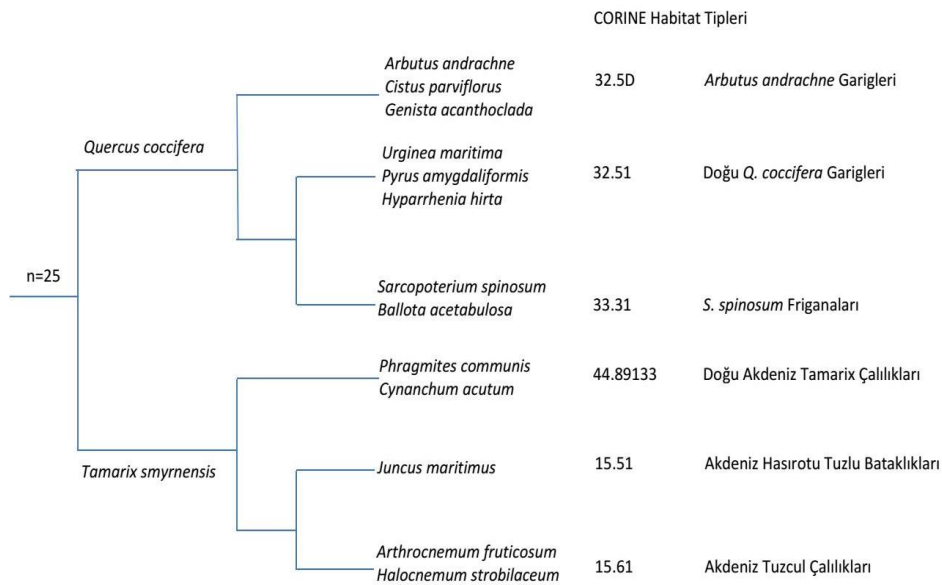 CORINE Habitat Tipleri
Arbutus andrachne
Cistus parviflorus
Genista acanthoclada
32.5D Arbutus andrachne Garigleri
Quercus coccifera
Urginea maritima
Pyrus amygdaliformis
Hyparrhenia hirta
32.51 Doğu Q. coccifera Garigleri
n=25
Sarcopoterium spinosum
Ballota acetabulosa
33.31 S. spinosum Friganaları
Phragmites communis
Cynanchum acutum
44.89133 Doğu Akdeniz Tamarix Çalılıkları
Tamarix smyrnensis
Juncus maritimus
15.51 Akdeniz Hasırotu Tuzlu Bataklıkları
Arthrocnemum fruticosum
Halocnemum strobilaceum
15.61 Akdeniz Tuzcul Çalılıkları